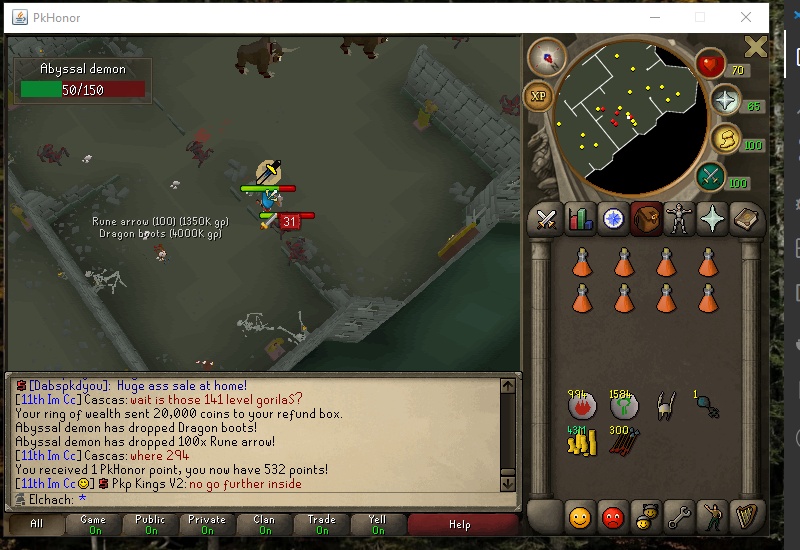 PkHonor
Abyssal demon
50/150
XP
70
65
100
100
31
Rune arrow (100) (1350K gp)
Dragon boots (4000K gp)
994
1584
1
43M
300
[Dabspkdyou]: Huge ass sale at home!
[11th Im Cc] Cascas: wait is those 141 level gorilaS?
Your ring of wealth sent 20,000 coins to your refund box.
Abyssal demon has dropped Dragon boots!
Abyssal demon has dropped 100x Rune arrow!
[11th Im Cc] Cascas: where 294
You received 1 PkHonor point, you now have 532 points!
[11th Im Cc] Pkp Kings V2: no go further inside
Elchach: *
All
Game
On
Public
On
Private
On
Clan
On
Trade
On
Yell
On
Help